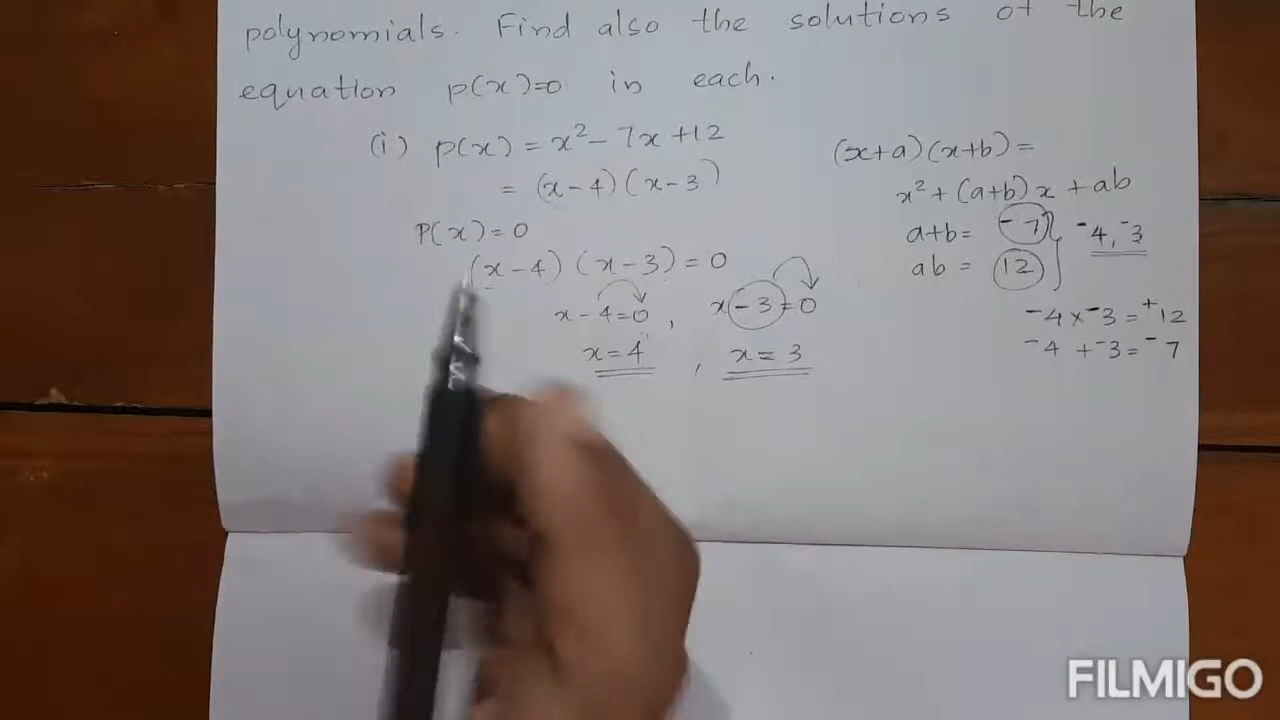 polynomials. Find also the solutions of the
equation p(x)=0 in each.
(i) p(x) = x² - 7x + 12
= (x-4)(x-3)
P(x) = 0
(x-4) (x-3) = 0
x-4=0, x-3=0
x=4, x=3
(x+a)(x+b) =
x² + (a+b)x + ab
a+b = -7
ab = 12
-4, -3
-4 x -3 = +12
-4 + -3 = -7
FILMIGO